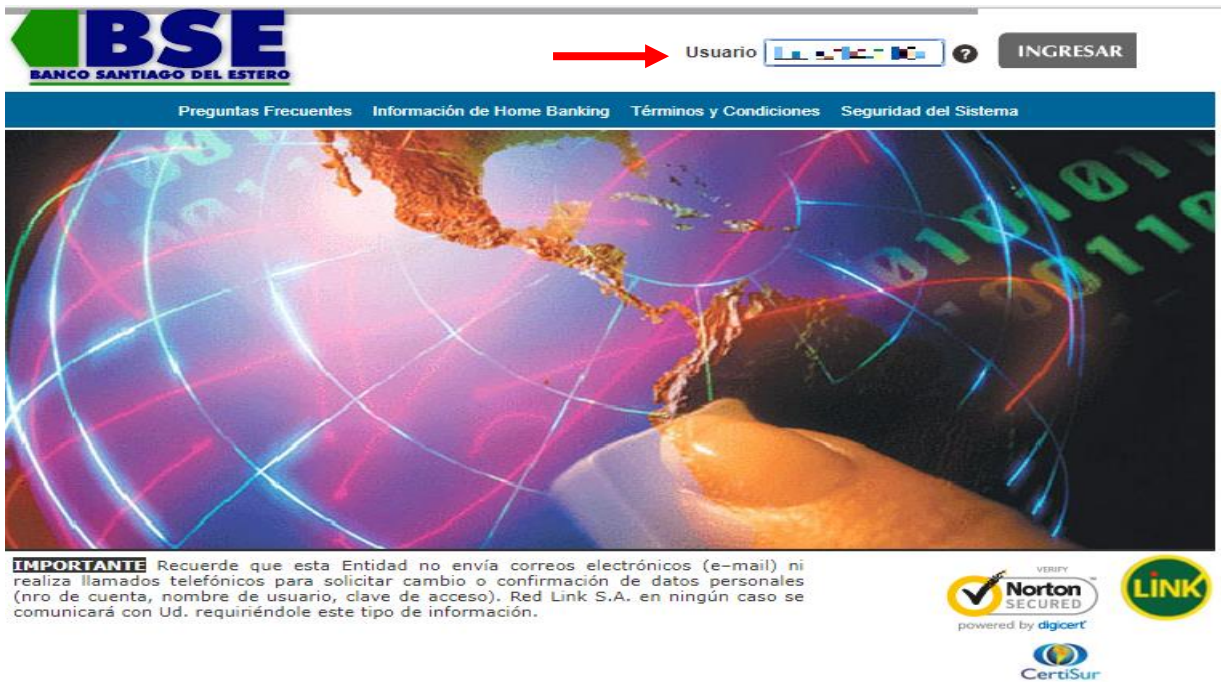 BSE
BANCO SANTIAGO DEL ESTERO
Usuario
?
INGRESAR
Preguntas Frecuentes Información de Home Banking Términos y Condiciones Seguridad del Sistema
IMPORTANTE Recuerde que esta Entidad no envía correos electrónicos (e-mail) ni
realiza llamados telefónicos para solicitar cambio o confirmación de datos personales
(nro de cuenta, nombre de usuario, clave de acceso). Red Link S.A. en ningún caso se
comunicará con Ud. requiriéndole este tipo de información.
VERIFY
Norton
SECURED
powered by digicert
LINK
CertiSur